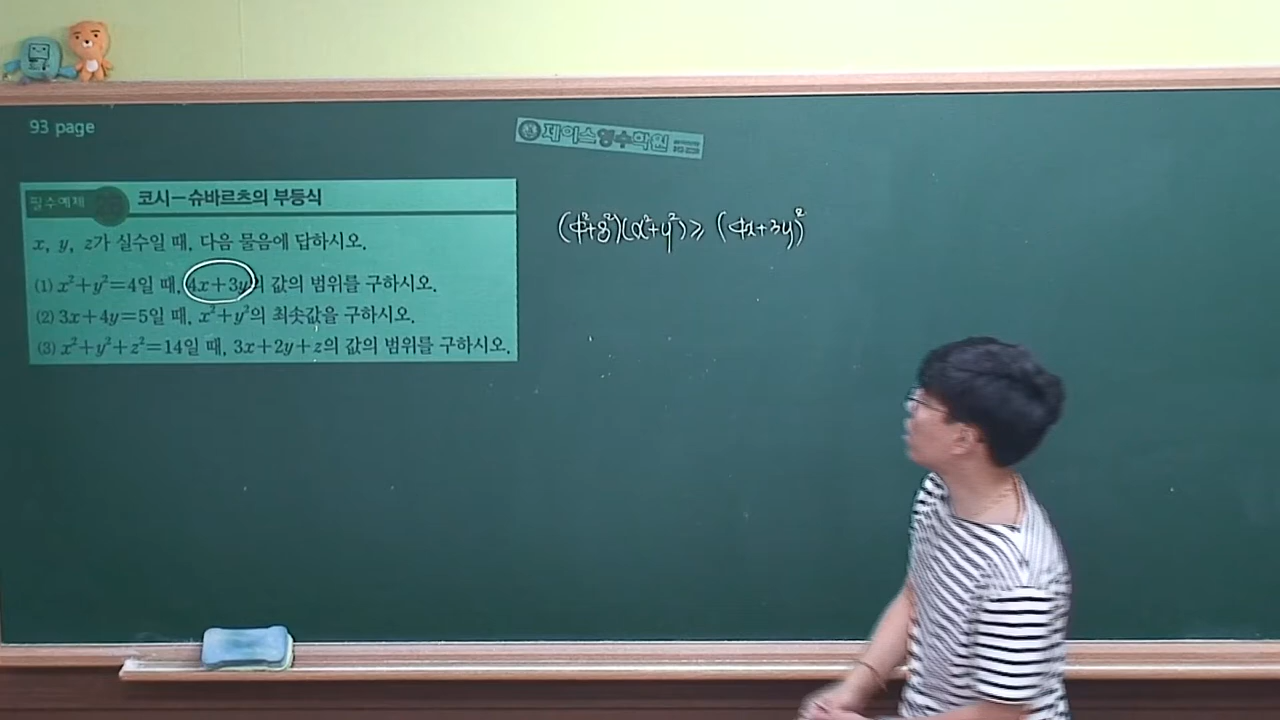 93 page
제이스영수학원
필수예제
코시-슈바르츠의 부등식
x, y, z가 실수일 때, 다음 물음에 답하시오.
(1) x²+y²=4일 때, 4x+3y의 값의 범위를 구하시오.
(2) 3x+4y=5일 때, x²+y²의 최솟값을 구하시오.
(3) x²+y²+z²=14일 때, 3x+2y+z의 값의 범위를 구하시오.
(4²+3²)(x²+y²)≥(4x+3y)²